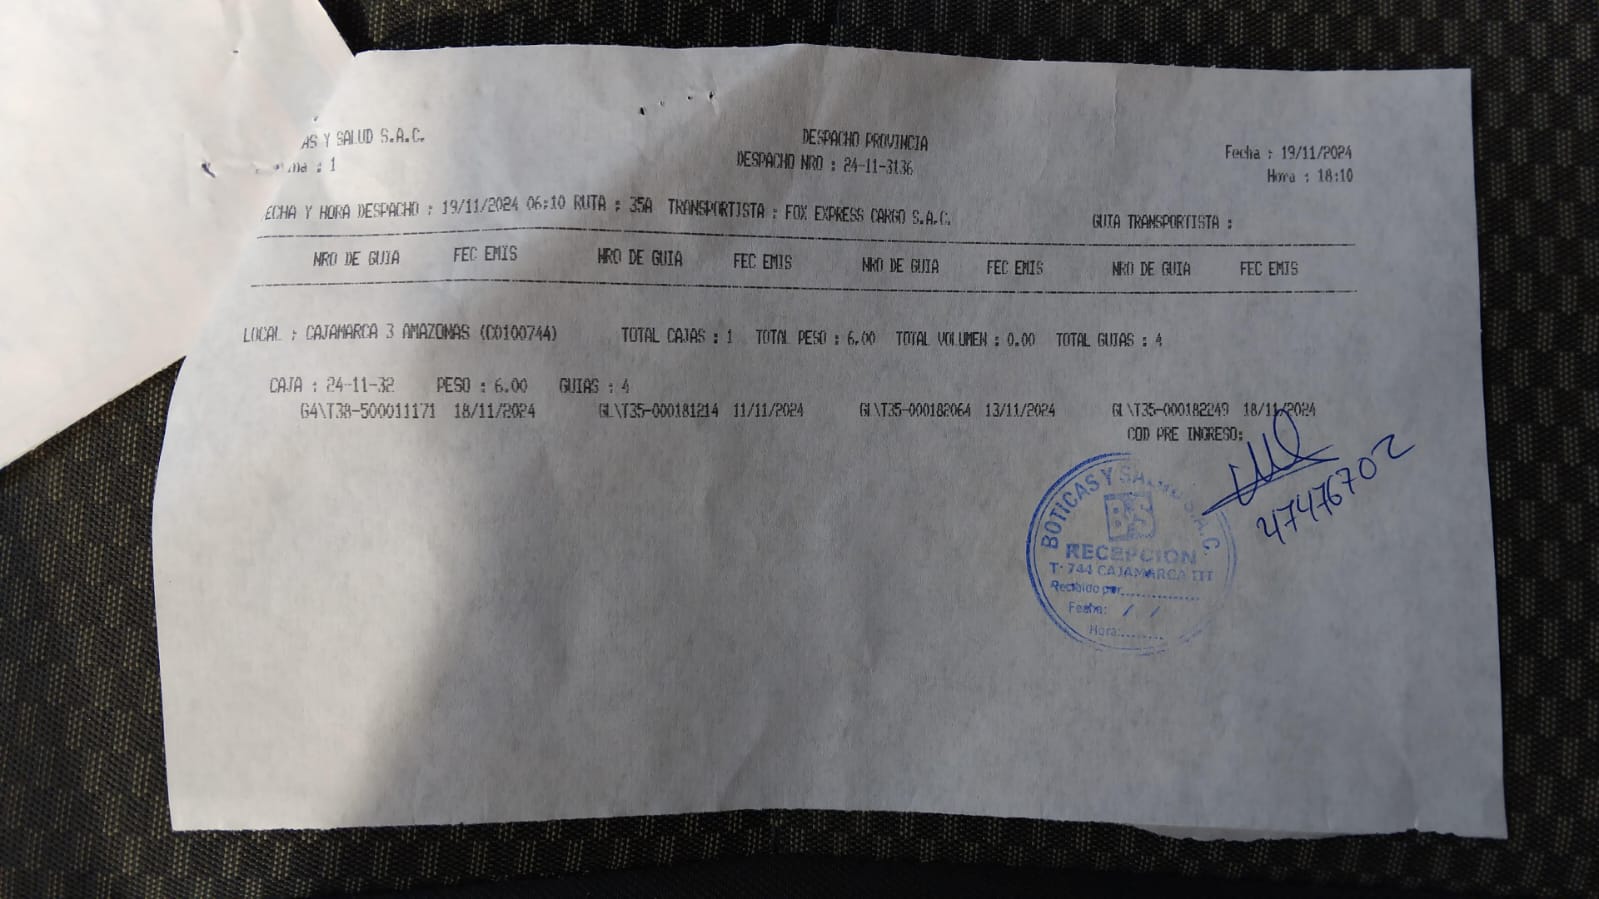 AS Y SALUD S.A.C.
DESPACHO PROVINCIA
Fecha : 19/11/2024
na : 1
DESPACHO NRO : 24-11-3136
Hora : 18:10
ECHA Y HORA DESPACHO : 19/11/2024 06:10 RUTA : 35A TRANSPORTISTA : FOX EXPRESS CARGO S.A.C.
GUIA TRANSPORTISTA :
NRO DE GUIA FEC EMIS NRO DE GUIA FEC EMIS NRO DE GUIA FEC EMIS NRO DE GUIA FEC EMIS
LOCAL : CAJAMARCA 3 AMAZONAS (C0100744) TOTAL CAJAS : 1 TOTAL PESO : 6.00 TOTAL VOLUMEN : 0.00 TOTAL GUIAS : 4
CAJA : 24-11-32 PESO : 6.00 GUIAS : 4
G4\T38-500011171 18/11/2024 GL\T35-000181214 11/11/2024 GL\T35-000182064 13/11/2024 GL\T35-000182249 18/11/2024
COD PRE INGRESO:
47476702
BOTICAS Y SALUD S.A.C.
BS
RECEPCION
T-744 CAJAMARCA III
Recibido por..............
Fecha: / /
Hora:........